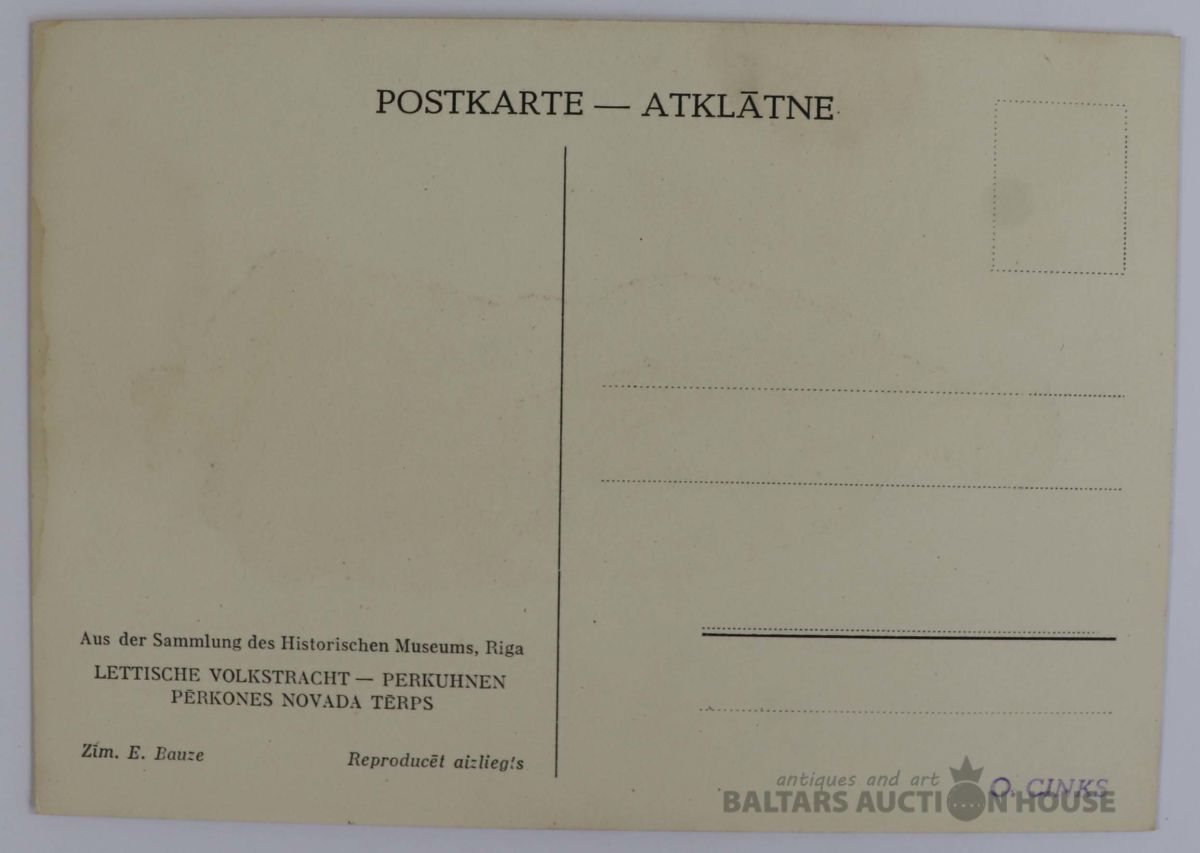 POSTKARTE — ATKLĀTNE
Aus der Sammlung des Historischen Museums, Riga
LETTISCHE VOLKSTRACHT — PERKUHNEN
PĒRKONES NOVADA TĒRPS
Zīm. E. Bauze
Reproducēt aizliegts
O. CINKS
antiques and art
BALTARS AUCTION HOUSE